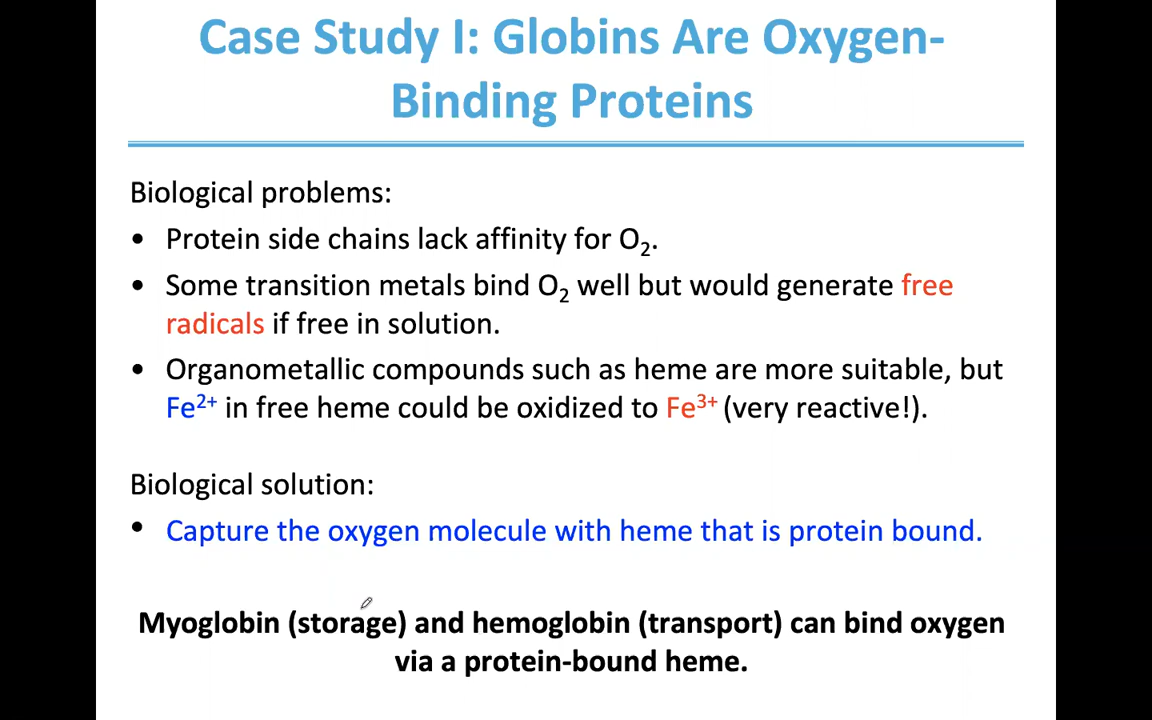 Case Study I: Globins Are Oxygen-
Binding Proteins
Biological problems:
• Protein side chains lack affinity for O₂.
• Some transition metals bind O₂ well but would generate free
radicals if free in solution.
• Organometallic compounds such as heme are more suitable, but
Fe²⁺ in free heme could be oxidized to Fe³⁺ (very reactive!).
Biological solution:
• Capture the oxygen molecule with heme that is protein bound.
Myoglobin (storage) and hemoglobin (transport) can bind oxygen
via a protein-bound heme.